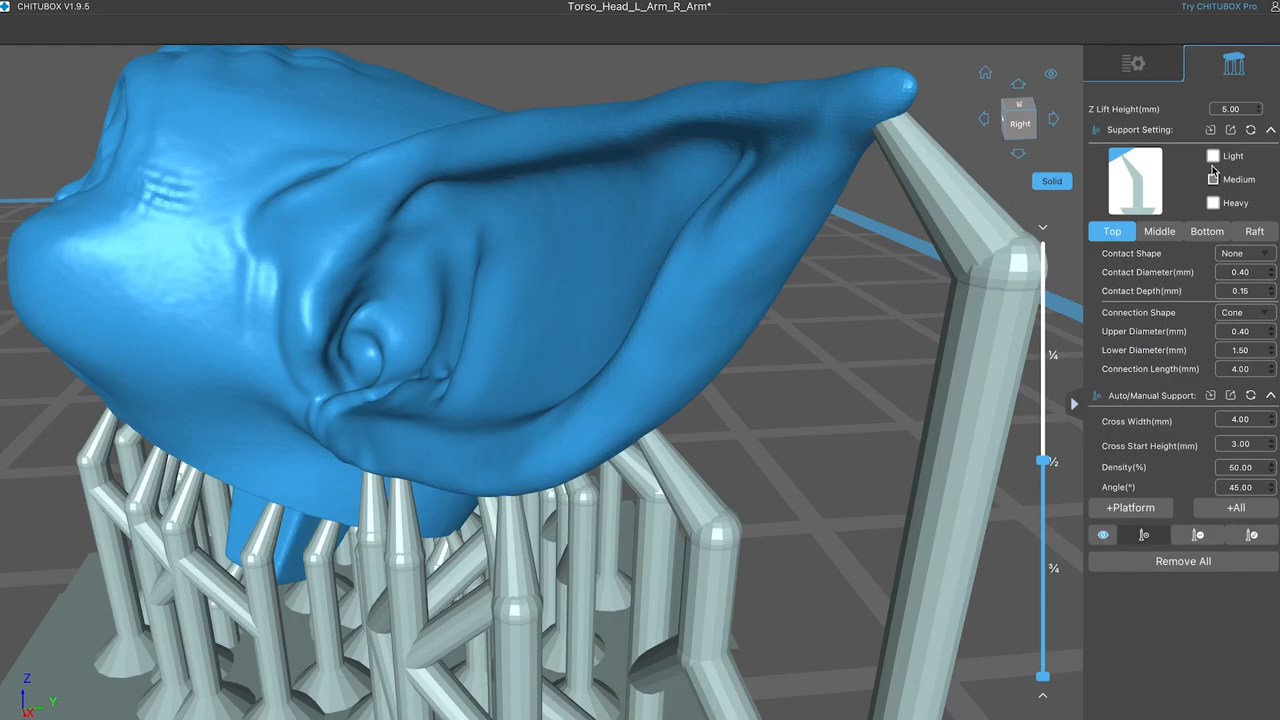 CHITUBOX V1.9.5
Torso_Head_L_Arm_R_Arm*
Try CHITUBOX Pro
Right
Solid
¼
½
¾
Z
Y
X
Z Lift Height(mm) 5.00
Support Setting:
Light
Medium
Heavy
Top Middle Bottom Raft
Contact Shape None
Contact Diameter(mm) 0.40
Contact Depth(mm) 0.15
Connection Shape Cone
Upper Diameter(mm) 0.40
Lower Diameter(mm) 1.50
Connection Length(mm) 4.00
Auto/Manual Support:
Cross Width(mm) 4.00
Cross Start Height(mm) 3.00
Density(%) 50.00
Angle(°) 45.00
+Platform +All
Remove All